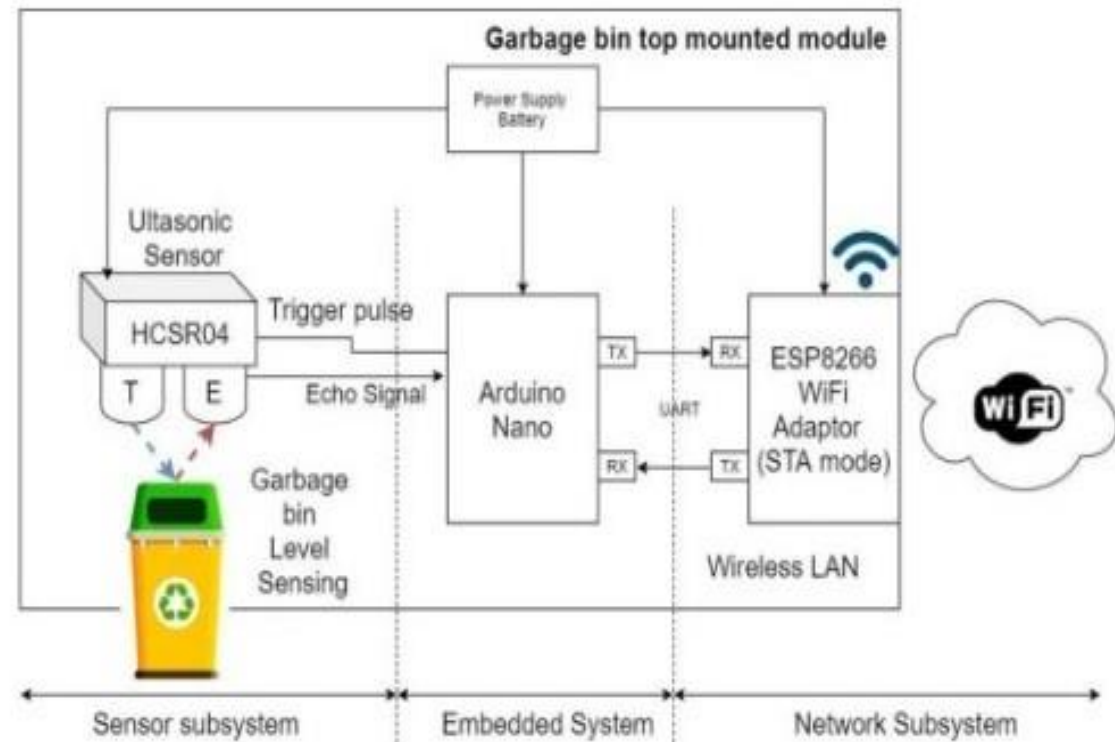 Garbage bin top mounted module
Power Supply
Battery
Ultasonic
Sensor
HCSR04
T
E
Trigger pulse
Echo Signal
Arduino
Nano
TX
RX
UART
RX
TX
ESP8266
WiFi
Adaptor
(STA mode)
Wi Fi
TM
Garbage
bin
Level
Sensing
Wireless LAN
Sensor subsystem
Embedded System
Network Subsystem